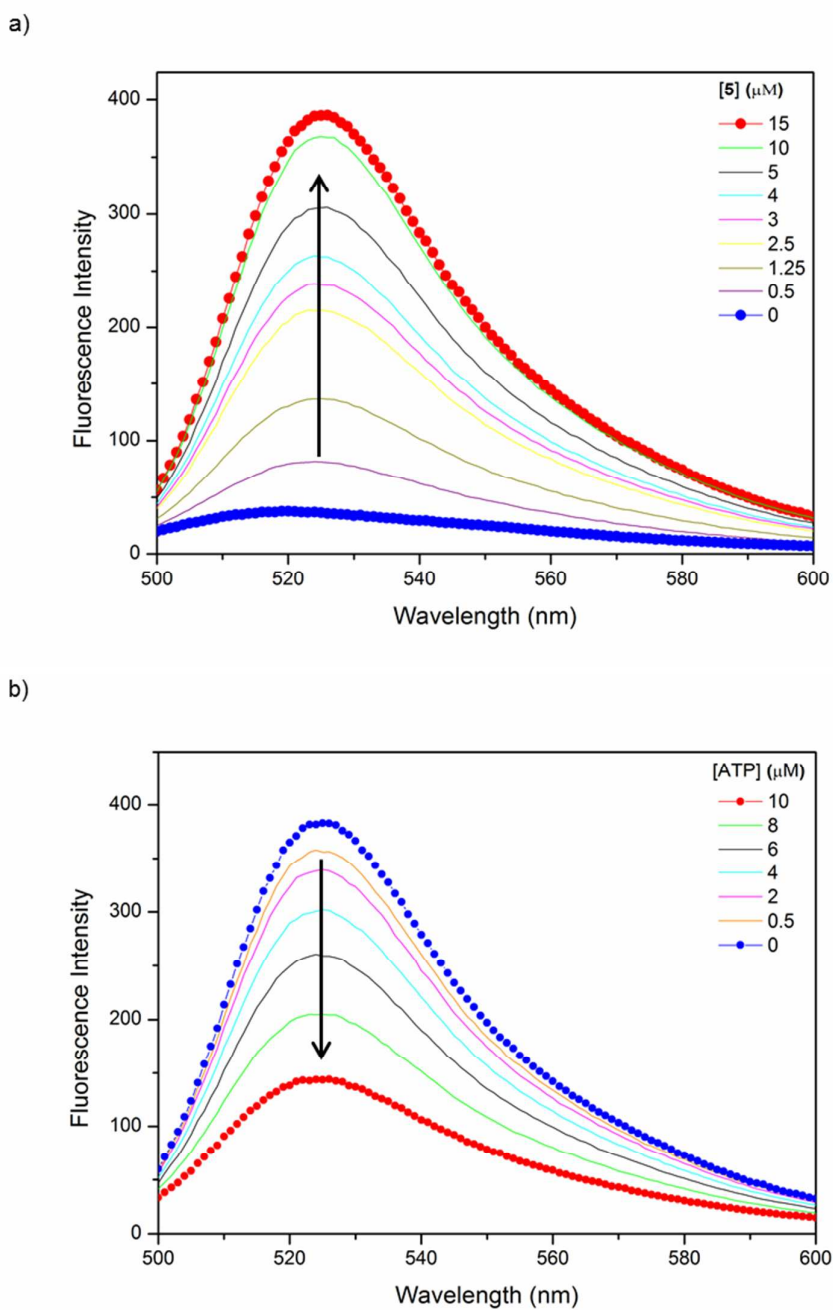 a)
400
300
200
100
0
Fluorescence Intensity
[5] (μM)
15
10
5
4
3
2.5
1.25
0.5
0
500 520 540 560 580 600
Wavelength (nm)
b)
400
300
200
100
0
Fluorescence Intensity
[ATP] (μM)
10
8
6
4
2
0.5
0
500 520 540 560 580 600
Wavelength (nm)